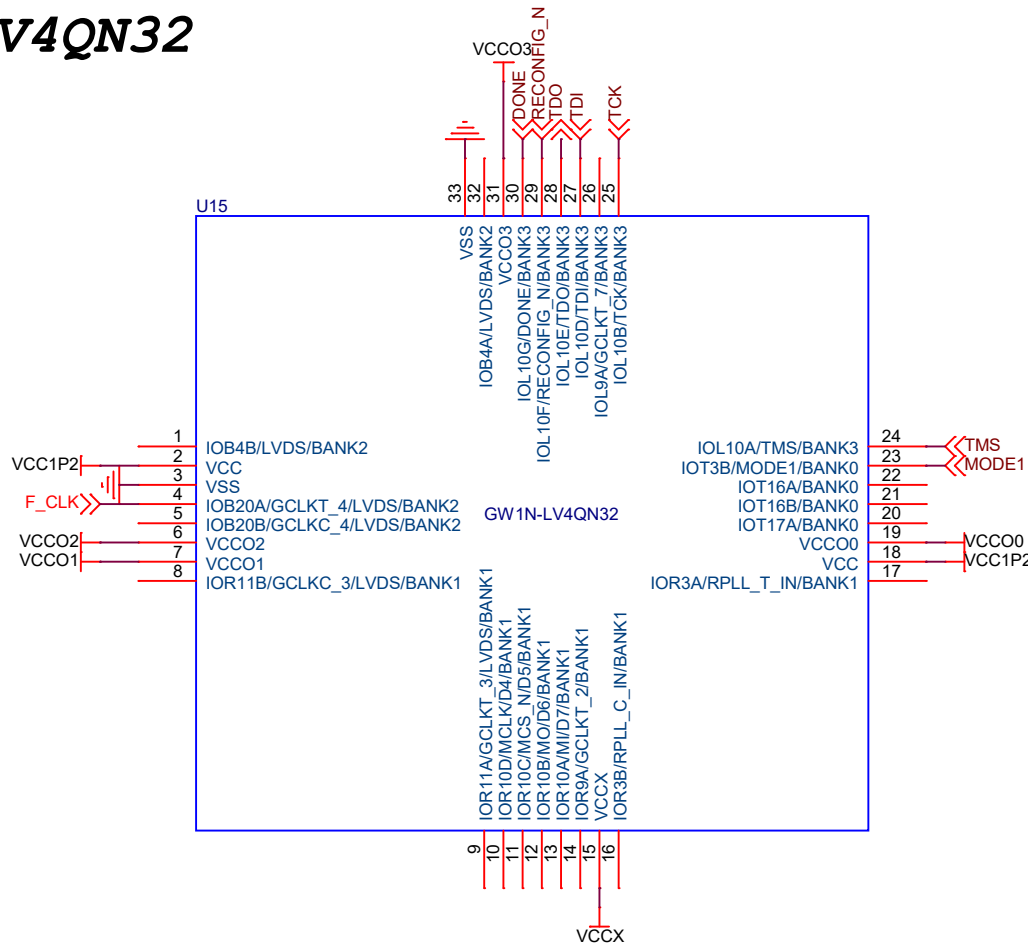 V4QN32
VCCO3
DONE
RECONFIG_N
TDO
TDI
TCK
33
32
31
30
29
28
27
26
25
U15
VSS
IOB4A/LVDS/BANK2
VCCO3
IOL10G/DONE/BANK3
IOL10F/RECONFIG_N/BANK3
IOL10E/TDO/BANK3
IOL10D/TDI/BANK3
IOL9A/GCLKT_7/BANK3
IOL10B/TCK/BANK3
1 IOB4B/LVDS/BANK2
VCC1P2 2 VCC
3 VSS
F_CLK 4 IOB20A/GCLKT_4/LVDS/BANK2
5 IOB20B/GCLKC_4/LVDS/BANK2
VCCO2 6 VCCO2
VCCO1 7 VCCO1
8 IOR11B/GCLKC_3/LVDS/BANK1
GW1N-LV4QN32
IOL10A/TMS/BANK3 24 TMS
IOT3B/MODE1/BANK0 23 MODE1
IOT16A/BANK0 22
IOT16B/BANK0 21
IOT17A/BANK0 20
VCCO0 19 VCCO0
VCC 18 VCC1P2
IOR3A/RPLL_T_IN/BANK1 17
IOR11A/GCLKT_3/LVDS/BANK1
IOR10D/MCLK/D4/BANK1
IOR10C/MCS_N/D5/BANK1
IOR10B/MO/D6/BANK1
IOR10A/MI/D7/BANK1
IOR9A/GCLKT_2/BANK1
VCCX
IOR3B/RPLL_C_IN/BANK1
9
10
11
12
13
14
15
16
VCCX